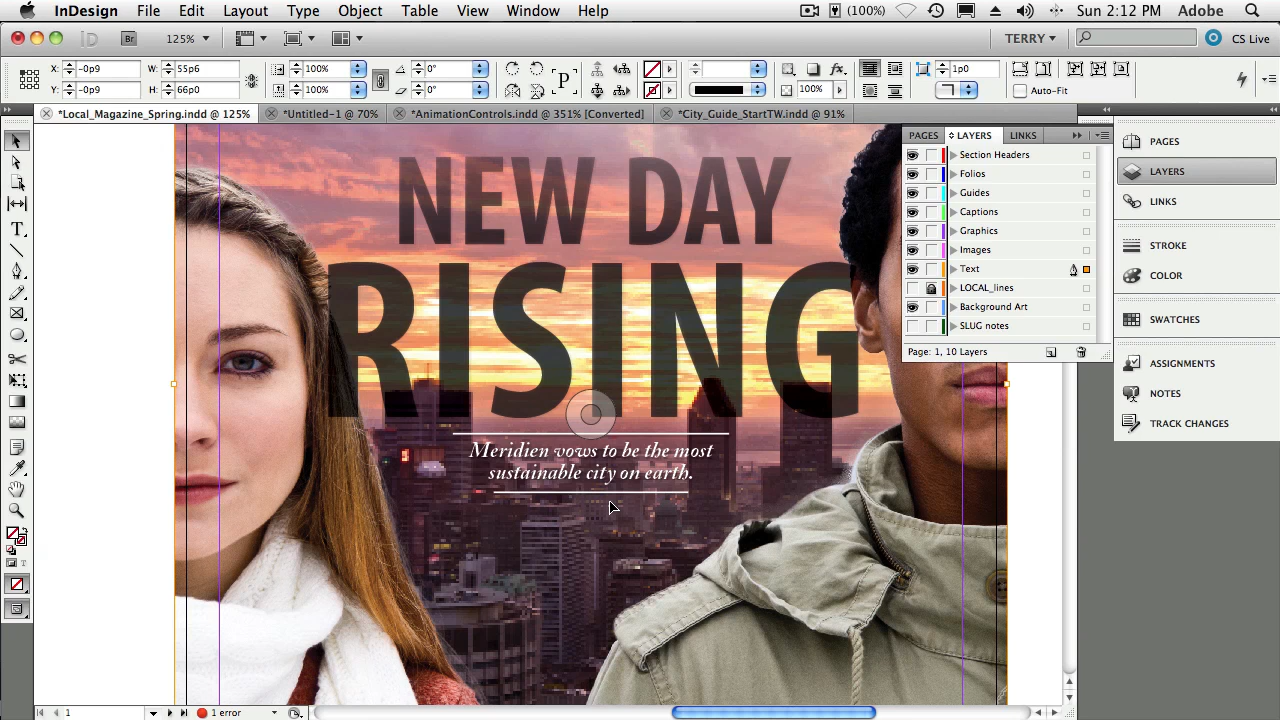 InDesign File Edit Layout Type Object Table View Window Help (100%) Sun 2:12 PM Adobe
Br 125% TERRY CS Live
X: -0p9 W: 55p6 100% 0° P fx 1p0
Y: -0p9 H: 66p0 100% 0° 100% Auto-Fit
*Local_Magazine_Spring.indd @ 125% *Untitled-1 @ 70% *AnimationControls.indd @ 351% [Converted] *City_Guide_StartTW.indd @ 91%
PAGES LAYERS LINKS
Section Headers
Folios
Guides
Captions
Graphics
Images
Text
LOCAL_lines
Background Art
SLUG notes
Page: 1, 10 Layers
PAGES
LAYERS
LINKS
STROKE
COLOR
SWATCHES
ASSIGNMENTS
NOTES
TRACK CHANGES
NEW DAY
RISING
Meridien vows to be the most
sustainable city on earth.
1 1 error